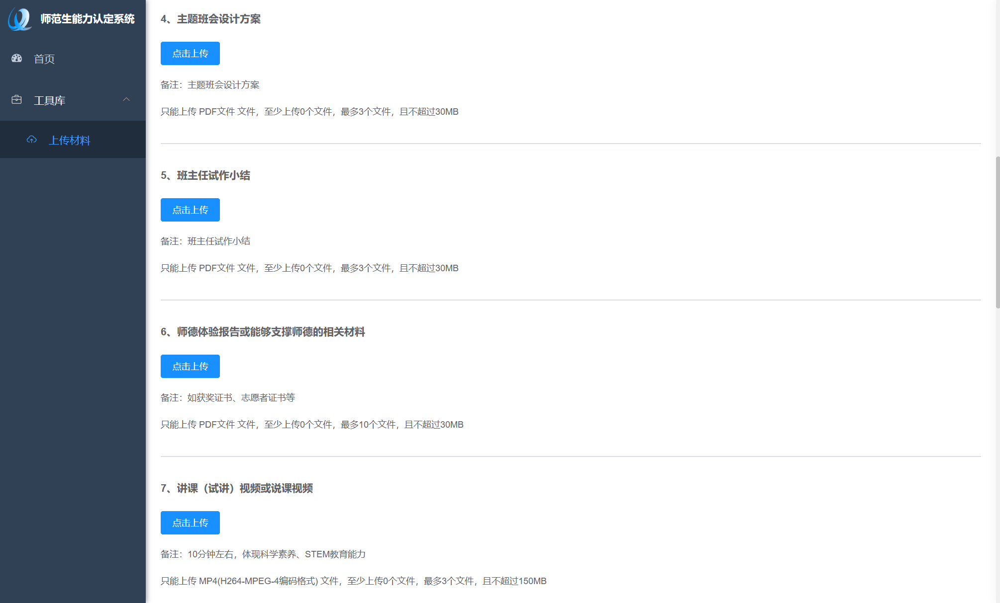 师范生能力认定系统
首页
工具库
上传材料
4、主题班会设计方案
点击上传
备注：主题班会设计方案
只能上传 PDF文件 文件，至少上传0个文件，最多3个文件，且不超过30MB
5、班主任试作小结
点击上传
备注：班主任试作小结
只能上传 PDF文件 文件，至少上传0个文件，最多3个文件，且不超过30MB
6、师德体验报告或能够支撑师德的相关材料
点击上传
备注：如获奖证书、志愿者证书等
只能上传 PDF文件 文件，至少上传0个文件，最多10个文件，且不超过30MB
7、讲课（试讲）视频或说课视频
点击上传
备注：10分钟左右，体现科学素养、STEM教育能力
只能上传 MP4(H264-MPEG-4编码格式) 文件，至少上传0个文件，最多3个文件，且不超过150MB